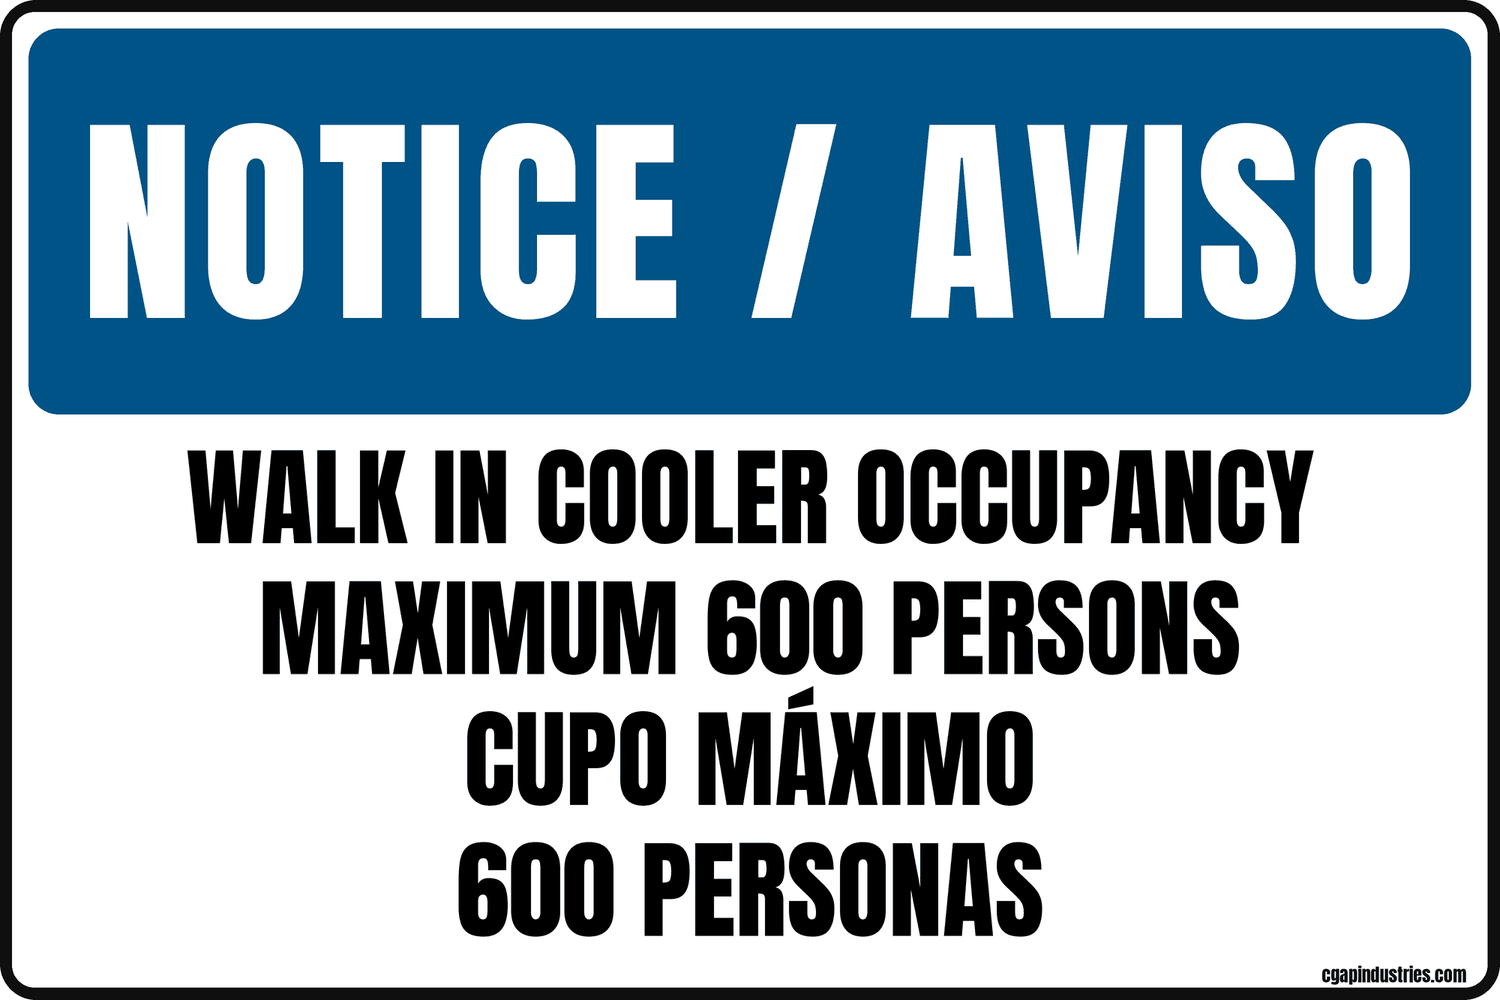 NOTICE / AVISO
WALK IN COOLER OCCUPANCY
MAXIMUM 600 PERSONS
CUPO MÁXIMO
600 PERSONAS
cgapindustries.com